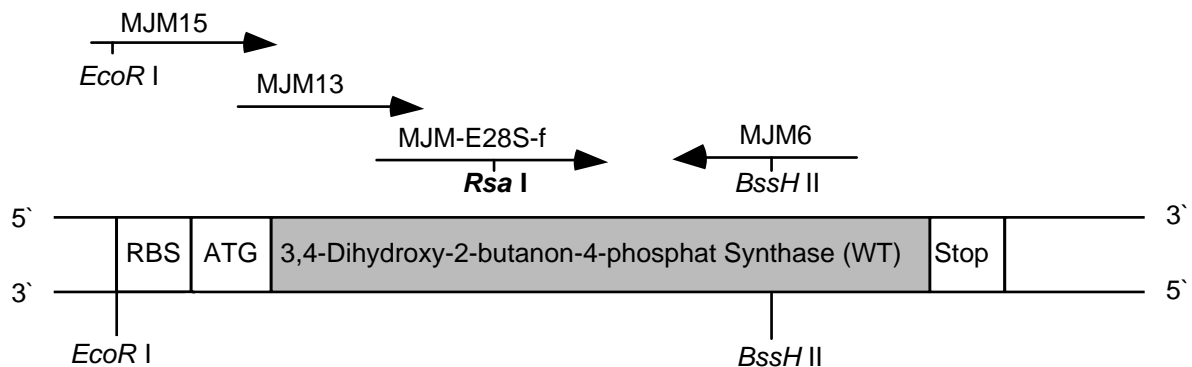 MJM15
EcoR I
MJM13
MJM-E28S-f
Rsa I
MJM6
BssH II
5` 3`
RBS ATG 3,4-Dihydroxy-2-butanon-4-phosphat Synthase (WT) Stop
3` 5`
EcoR I
BssH II